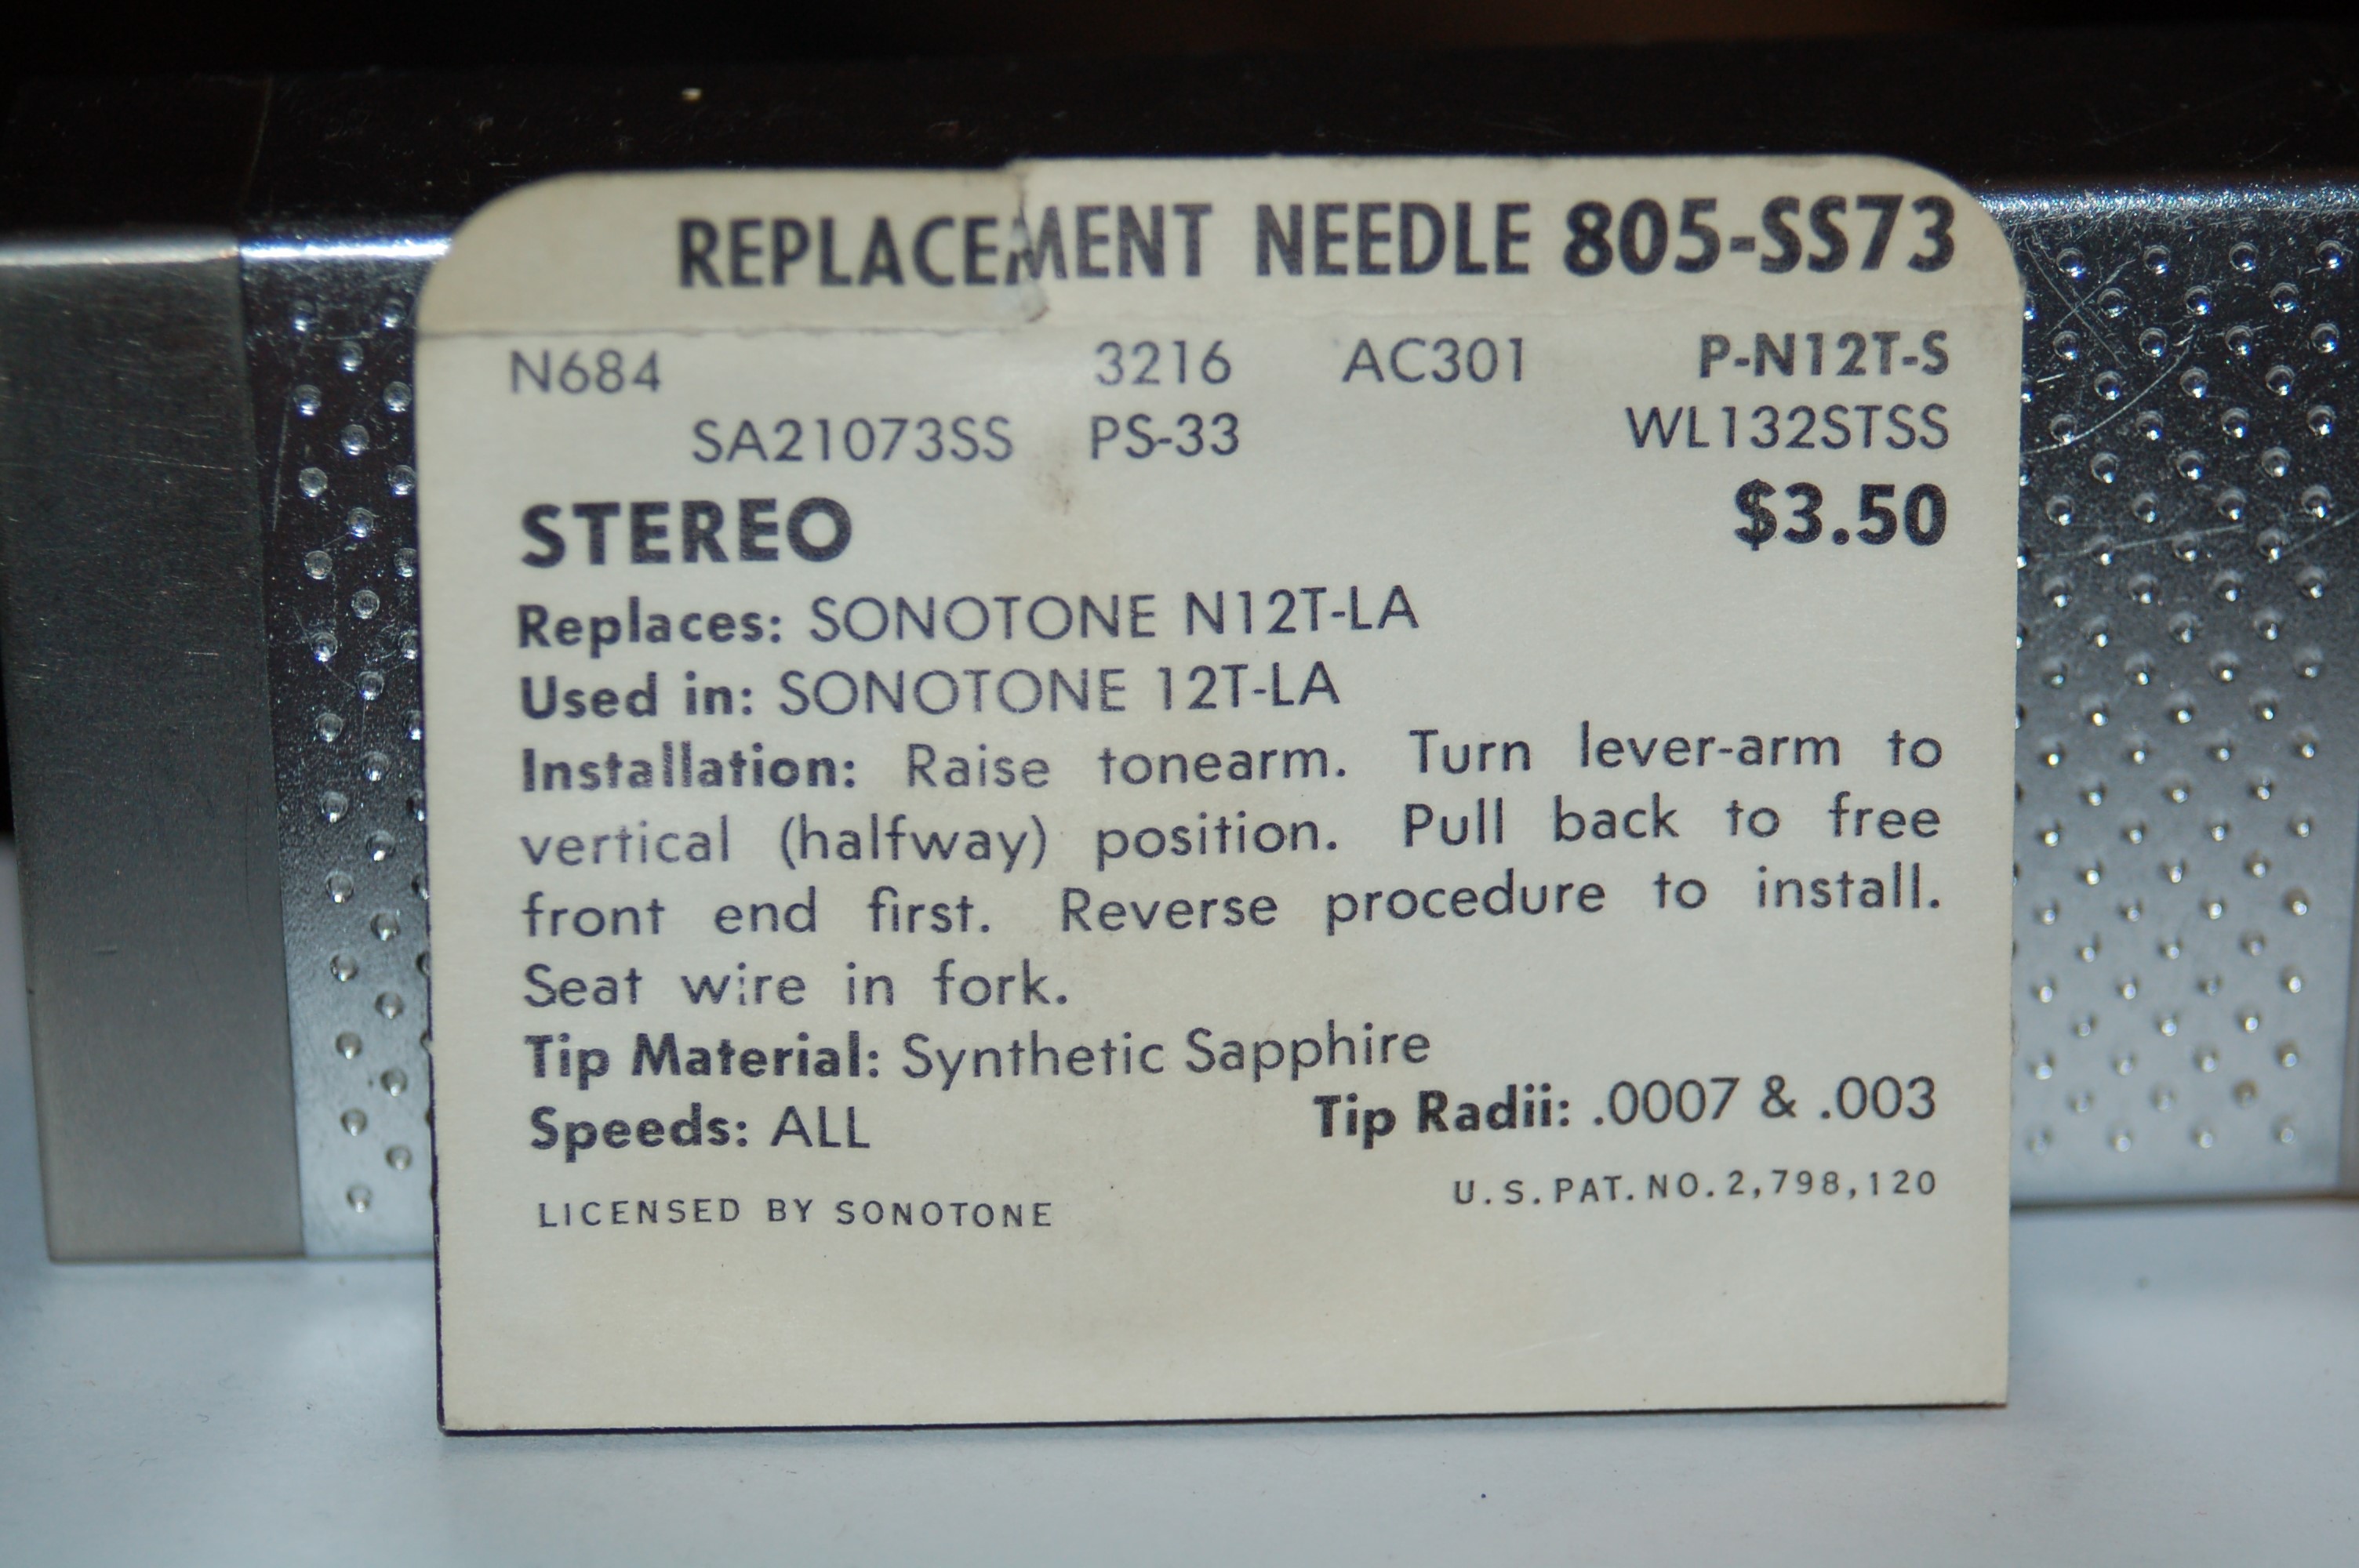 REPLACEMENT NEEDLE 805-SS73
N684 3216 AC301 P-N12T-S
SA21073SS PS-33 WL132STSS
STEREO $3.50
Replaces: SONOTONE N12T-LA
Used in: SONOTONE 12T-LA
Installation: Raise tonearm. Turn lever-arm to
vertical (halfway) position. Pull back to free
front end first. Reverse procedure to install.
Seat wire in fork.
Tip Material: Synthetic Sapphire
Speeds: ALL Tip Radii: .0007 & .003
LICENSED BY SONOTONE U.S. PAT. NO. 2,798,120